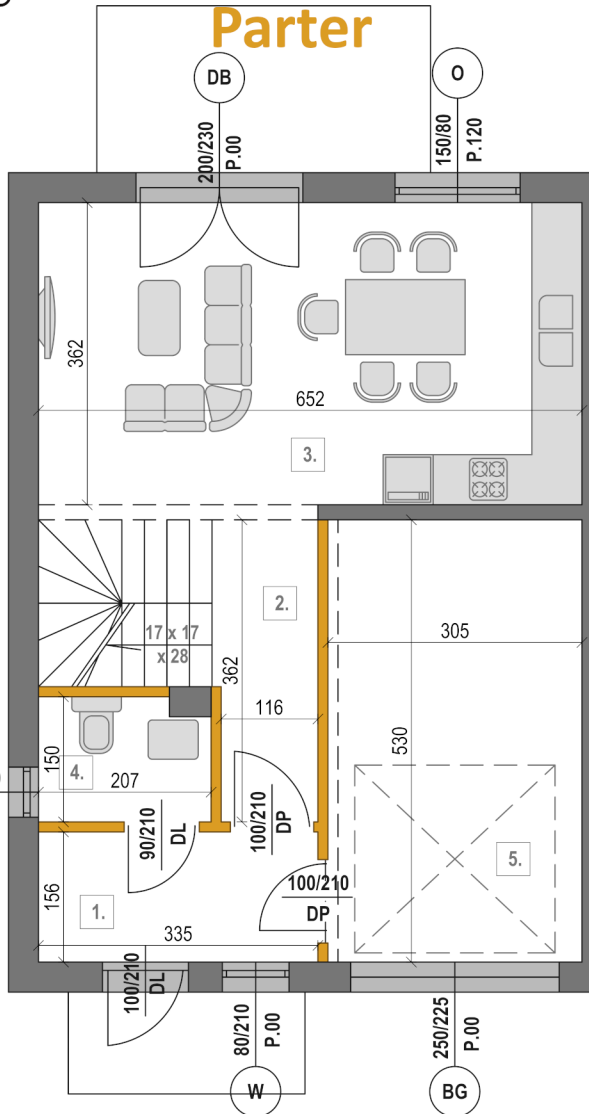 Parter
DB
O
200/230
P.00
150/80
P.120
362
652
3.
2.
17 x 17
x 28
362
305
116
530
150
4.
207
90/210
DL
100/210
DP
156
1.
100/210
DP
5.
335
100/210
DL
80/210
P.00
250/225
P.00
W
BG